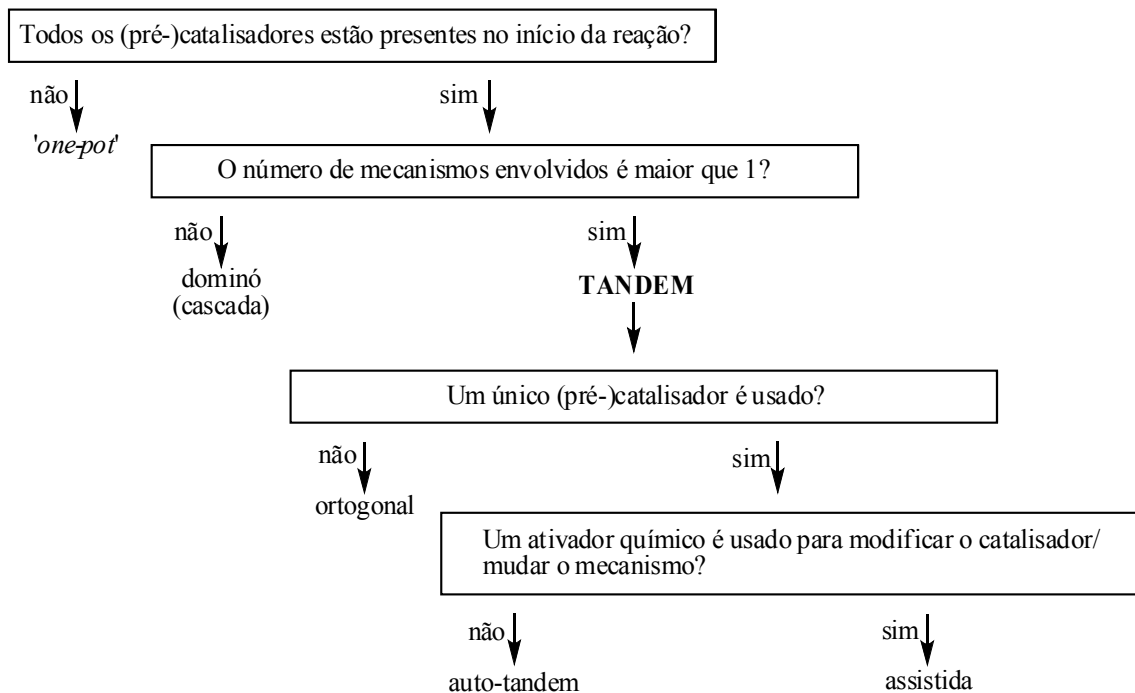 Todos os (pré-)catalisadores estão presentes no início da reação?
não
sim
'one-pot'
O número de mecanismos envolvidos é maior que 1?
não
sim
dominó
(cascada)
TANDEM
Um único (pré-)catalisador é usado?
não
sim
ortogonal
Um ativador químico é usado para modificar o catalisador/
mudar o mecanismo?
não
sim
auto-tandem
assistida